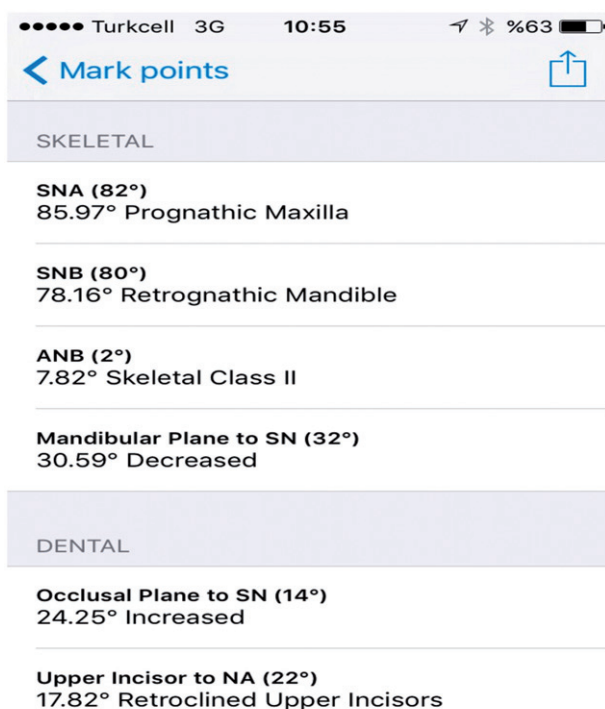 Turkcell 3G 10:55 %63
Mark points
SKELETAL
SNA (82°)
85.97° Prognathic Maxilla
SNB (80°)
78.16° Retrognathic Mandible
ANB (2°)
7.82° Skeletal Class II
Mandibular Plane to SN (32°)
30.59° Decreased
DENTAL
Occlusal Plane to SN (14°)
24.25° Increased
Upper Incisor to NA (22°)
17.82° Retroclined Upper Incisors